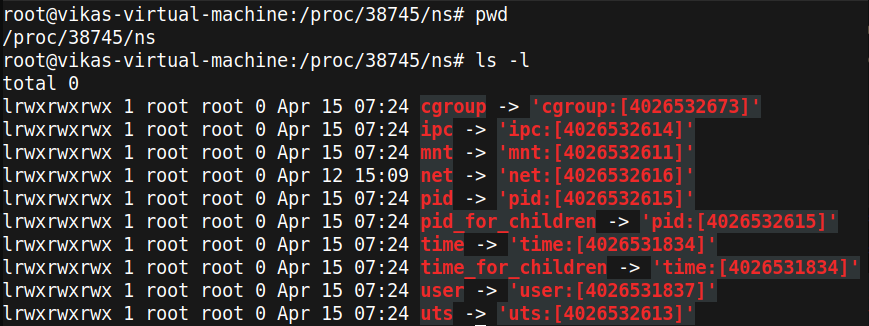 root@vikas-virtual-machine:/proc/38745/ns# pwd
/proc/38745/ns
root@vikas-virtual-machine:/proc/38745/ns# ls -l
total 0
lrwxrwxrwx 1 root root 0 Apr 15 07:24 cgroup -> 'cgroup:[4026532673]'
lrwxrwxrwx 1 root root 0 Apr 15 07:24 ipc -> 'ipc:[4026532614]'
lrwxrwxrwx 1 root root 0 Apr 15 07:24 mnt -> 'mnt:[4026532611]'
lrwxrwxrwx 1 root root 0 Apr 12 15:09 net -> 'net:[4026532616]'
lrwxrwxrwx 1 root root 0 Apr 15 07:24 pid -> 'pid:[4026532615]'
lrwxrwxrwx 1 root root 0 Apr 15 07:24 pid_for_children -> 'pid:[4026532615]'
lrwxrwxrwx 1 root root 0 Apr 15 07:24 time -> 'time:[4026531834]'
lrwxrwxrwx 1 root root 0 Apr 15 07:24 time_for_children -> 'time:[4026531834]'
lrwxrwxrwx 1 root root 0 Apr 15 07:24 user -> 'user:[4026531837]'
lrwxrwxrwx 1 root root 0 Apr 15 07:24 uts -> 'uts:[4026532613]'